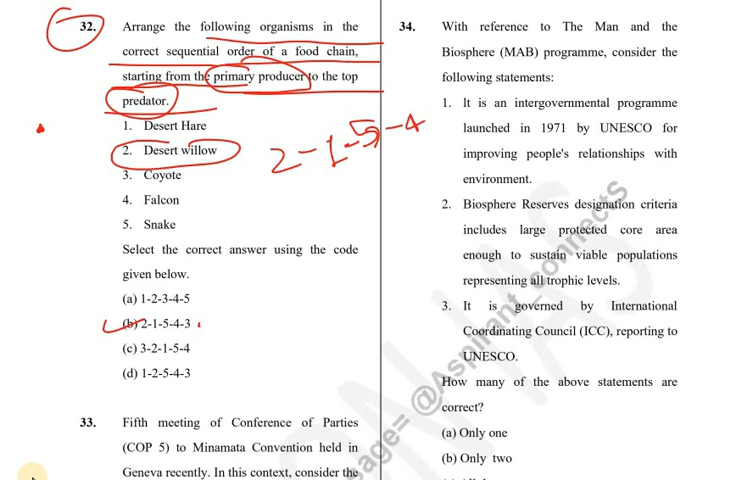 32. Arrange the following organisms in the
correct sequential order of a food chain,
starting from the primary producer to the top
predator.
1. Desert Hare
2. Desert willow
3. Coyote
4. Falcon
5. Snake
2-1-5-4
Select the correct answer using the code
given below.
(a) 1-2-3-4-5
(b) 2-1-5-4-3
(c) 3-2-1-5-4
(d) 1-2-5-4-3
33. Fifth meeting of Conference of Parties
(COP 5) to Minamata Convention held in
Geneva recently. In this context, consider the
34. With reference to The Man and the
Biosphere (MAB) programme, consider the
following statements:
1. It is an intergovernmental programme
launched in 1971 by UNESCO for
improving people's relationships with
environment.
2. Biosphere Reserves designation criteria
includes large protected core area
enough to sustain viable populations
representing all trophic levels.
3. It is governed by International
Coordinating Council (ICC), reporting to
UNESCO.
How many of the above statements are
correct?
(a) Only one
(b) Only two
age= @Aspirant_connects
IAS